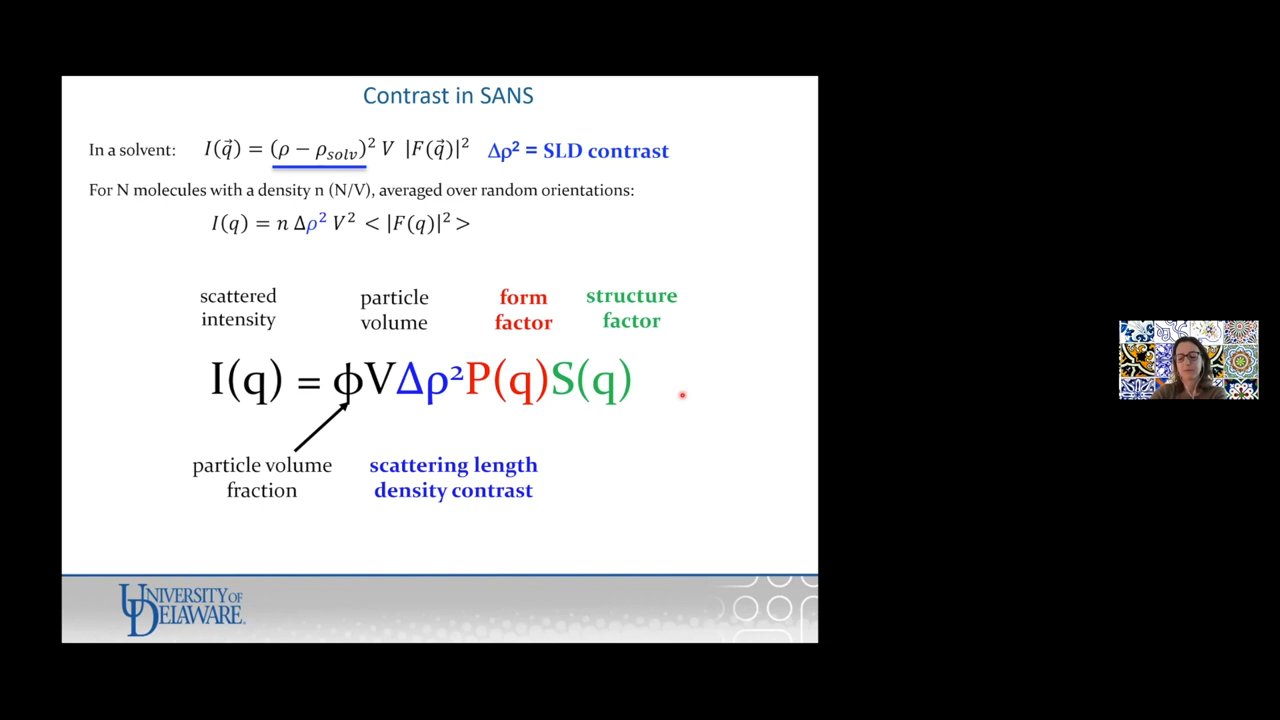 Contrast in SANS
In a solvent: I(q⃗) = (ρ − ρsolv)² V |F(q⃗)|² Δρ² = SLD contrast
For N molecules with a density n (N/V), averaged over random orientations:
I(q) = n Δρ² V² < |F(q)|² >
scattered intensity
particle volume
form factor
structure factor
I(q) = ϕVΔρ²P(q)S(q)
particle volume fraction
scattering length density contrast
UNIVERSITY OF DELAWARE.